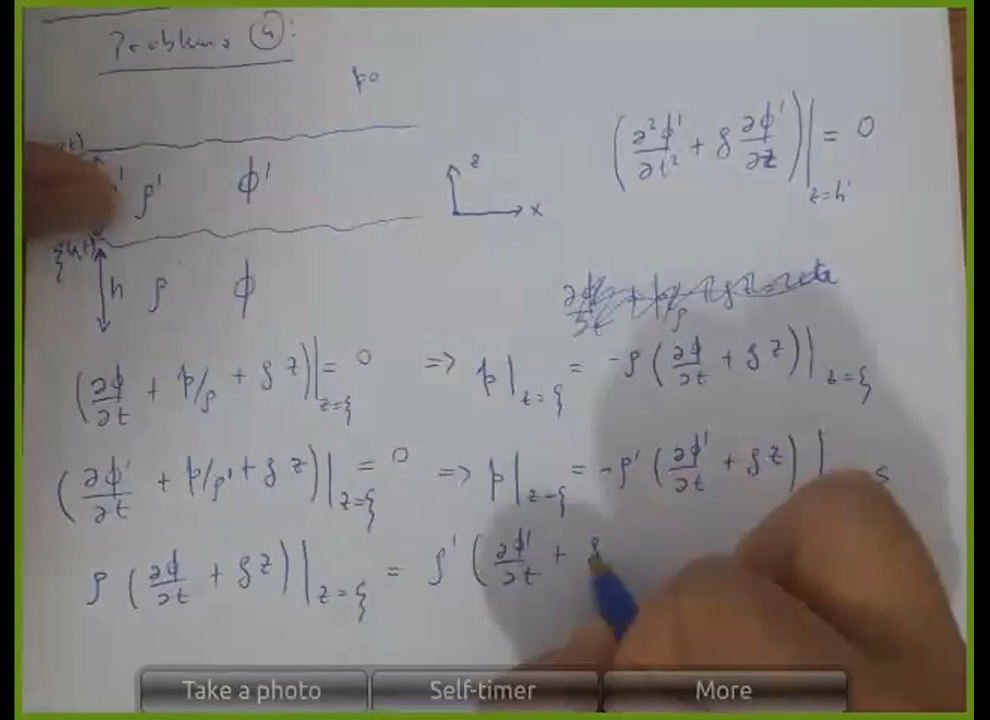 Problem ④:
p₀
ρ' ϕ'
z
x
(∂²ϕ'/∂t² + g ∂ϕ'/∂z)|z=h' = 0
ξ(x,t)
h ρ ϕ
(∂ϕ/∂t + p/ρ + g z)|z=ξ = 0 => p|z=ξ = -ρ (∂ϕ/∂t + g z)|z=ξ
(∂ϕ'/∂t + p/ρ' + g z)|z=ξ = 0 => p|z=ξ = -ρ' (∂ϕ'/∂t + g z)|
ρ (∂ϕ/∂t + g z)|z=ξ = ρ' (∂ϕ'/∂t + g
Take a photo
Self-timer
More